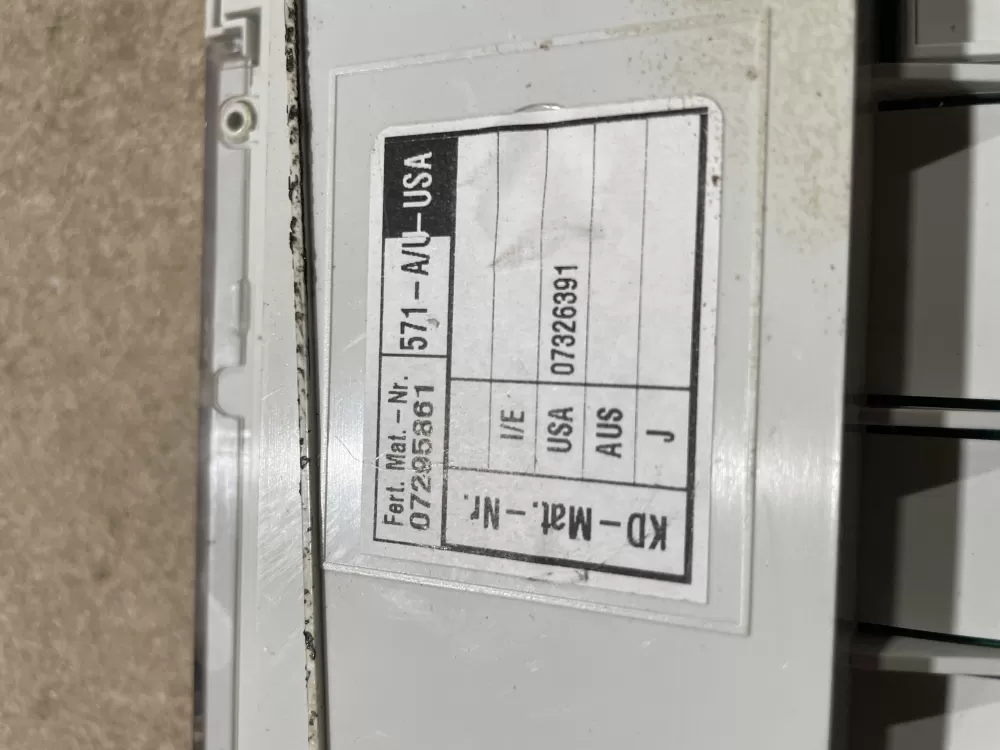 Fert. Mat.-Nr. 571-A/U-USA
07295861
KD-Mat.-Nr.
I/E
USA 07326391
AUS
J